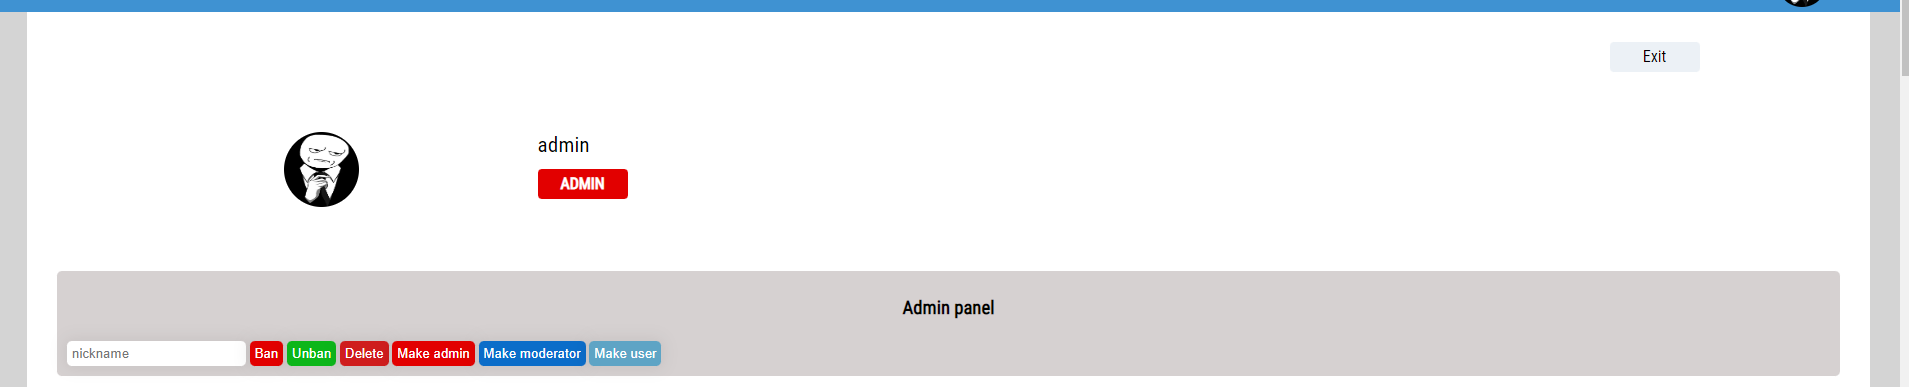 Exit
admin
ADMIN
Admin panel
nickname Ban Unban Delete Make admin Make moderator Make user